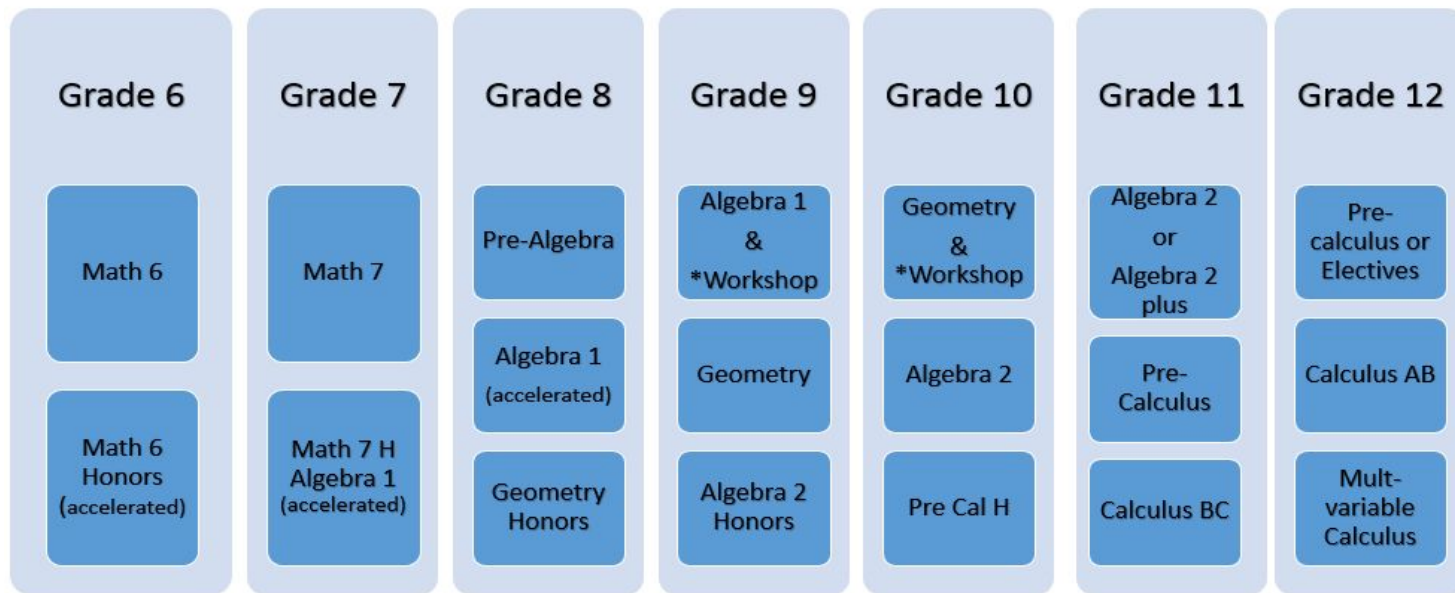 Grade 6
Math 6
Math 6
Honors
(accelerated)
Grade 7
Math 7
Math 7 H
Algebra 1
(accelerated)
Grade 8
Pre-Algebra
Algebra 1
(accelerated)
Geometry
Honors
Grade 9
Algebra 1
&
*Workshop
Geometry
Algebra 2
Honors
Grade 10
Geometry
&
*Workshop
Algebra 2
Pre Cal H
Grade 11
Algebra 2
or
Algebra 2
plus
Pre-
Calculus
Calculus BC
Grade 12
Pre-
calculus or
Electives
Calculus AB
Mult-
variable
Calculus